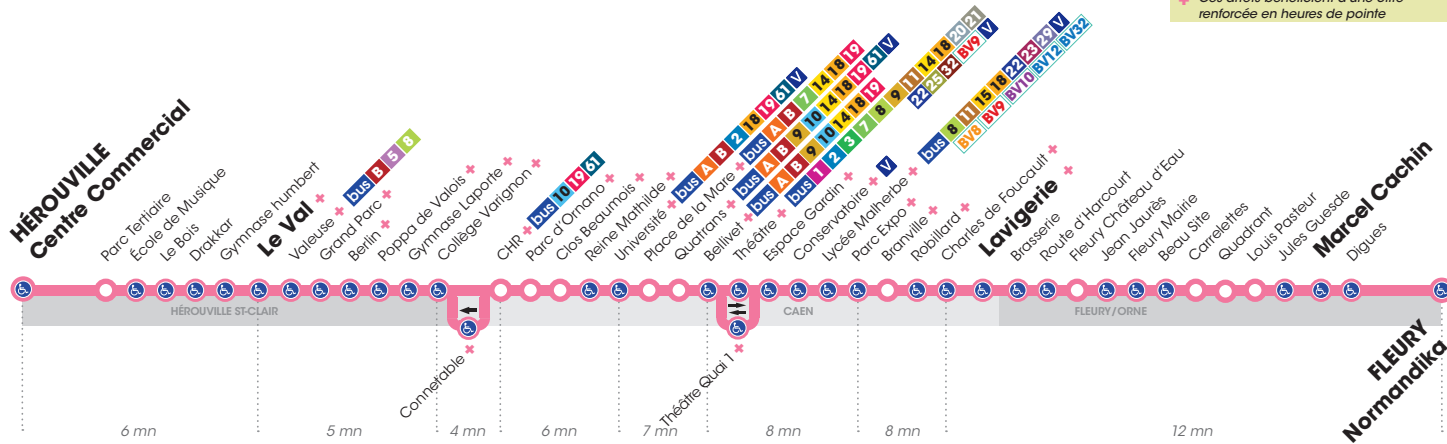 Ces arrêts bénéficient d'une offre
renforcée en heures de pointe
HÉROUVILLE
Centre Commercial
Parc Tertiaire
École de Musique
Le Bois
Drakkar
Gymnase humbert
Le Val
Valeuse
bus B 5 8
Grand Parc
Berlin
Poppa de Valois
Gymnase Laporte
Collège Varignon
Connetable
CHR
bus 10 19 61
Parc d'Ornano
Clos Beaumois
Reine Mathilde
Université
bus A B 2 18 19 61 V
Place de la Mare
bus A B 7 14 18 19
Quatrans
bus A B 9 10 14 18 19 61 V
Bellivet
bus A B 9 10 14 18 19
Théâtre
bus 1 2 3 7 8 9 11 14 18 20 21
22 25 32 BV9 V
Théâtre Quai 1
Espace Gardin
Conservatoire
V
Lycée Malherbe
bus 8 11 15 18 22 23 29 V
BV8 BV9 BV10 BV12 BV32
Parc Expo
Branville
Robillard
Charles de Foucault
Lavigerie
Brasserie
Route d'Harcourt
Fleury Château d'Eau
Jean Jaurès
Fleury Mairie
Beau Site
Carrelettes
Quadrant
Louis Pasteur
Jules Guesde
Marcel Cachin
Digues
FLEURY
Normandika
HÉROUVILLE ST-CLAIR
CAEN
FLEURY/ORNE
6 mn
5 mn
4 mn
6 mn
7 mn
8 mn
8 mn
12 mn